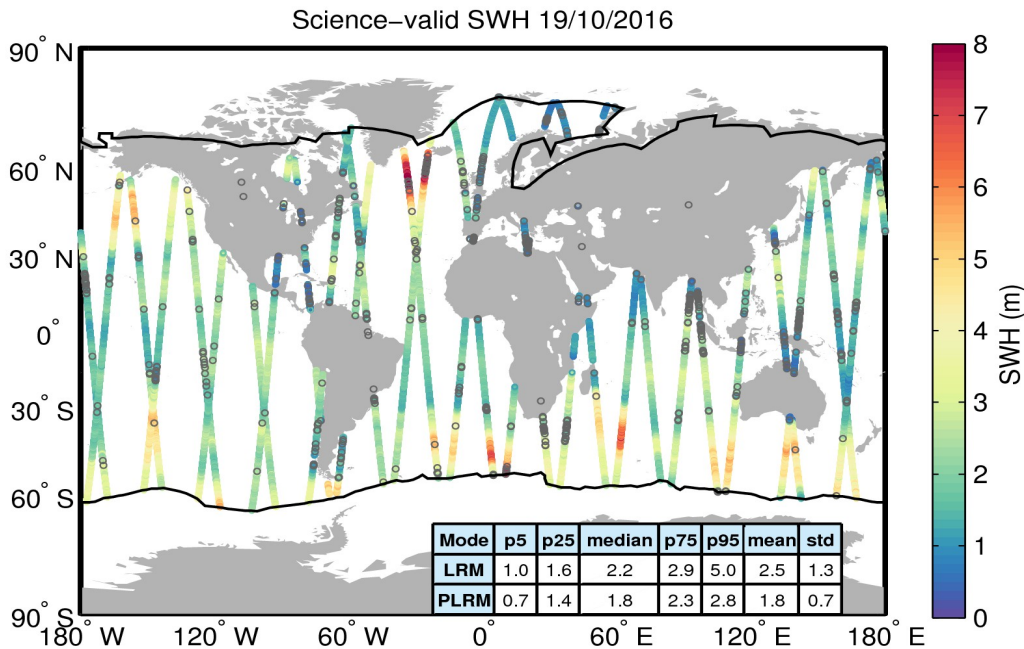 Science−valid SWH 19/10/2016
90° N
60° N
30° N
0°
30° S
60° S
90° S
180° W
120° W
60° W
0°
60° E
120° E
180° E
Mode p5 p25 median p75 p95 mean std
LRM 1.0 1.6 2.2 2.9 5.0 2.5 1.3
PLRM 0.7 1.4 1.8 2.3 2.8 1.8 0.7
8
7
6
5
4
3
2
1
0
SWH (m)